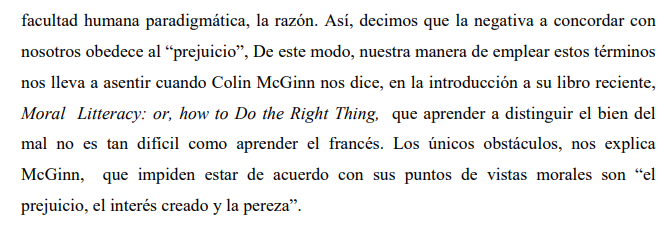 facultad humana paradigmática, la razón. Así, decimos que la negativa a concordar con
nosotros obedece al “prejuicio”, De este modo, nuestra manera de emplear estos términos
nos lleva a asentir cuando Colin McGinn nos dice, en la introducción a su libro reciente,
Moral Litteracy: or, how to Do the Right Thing, que aprender a distinguir el bien del
mal no es tan difícil como aprender el francés. Los únicos obstáculos, nos explica
McGinn, que impiden estar de acuerdo con sus puntos de vistas morales son “el
prejuicio, el interés creado y la pereza”.